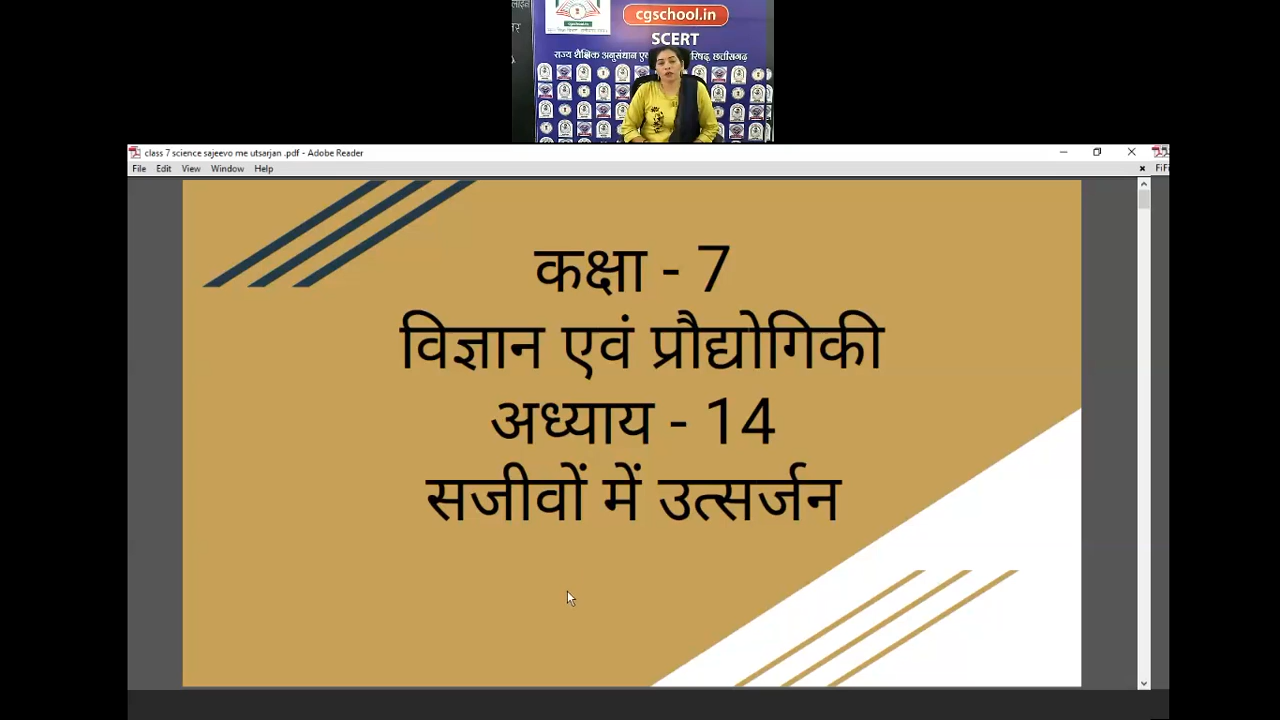 cgschool.in
SCERT
class 7 science sajeevo me utsarjan .pdf - Adobe Reader
File Edit View Window Help
कक्षा - 7
विज्ञान एवं प्रौद्योगिकी
अध्याय - 14
सजीवों में उत्सर्जन